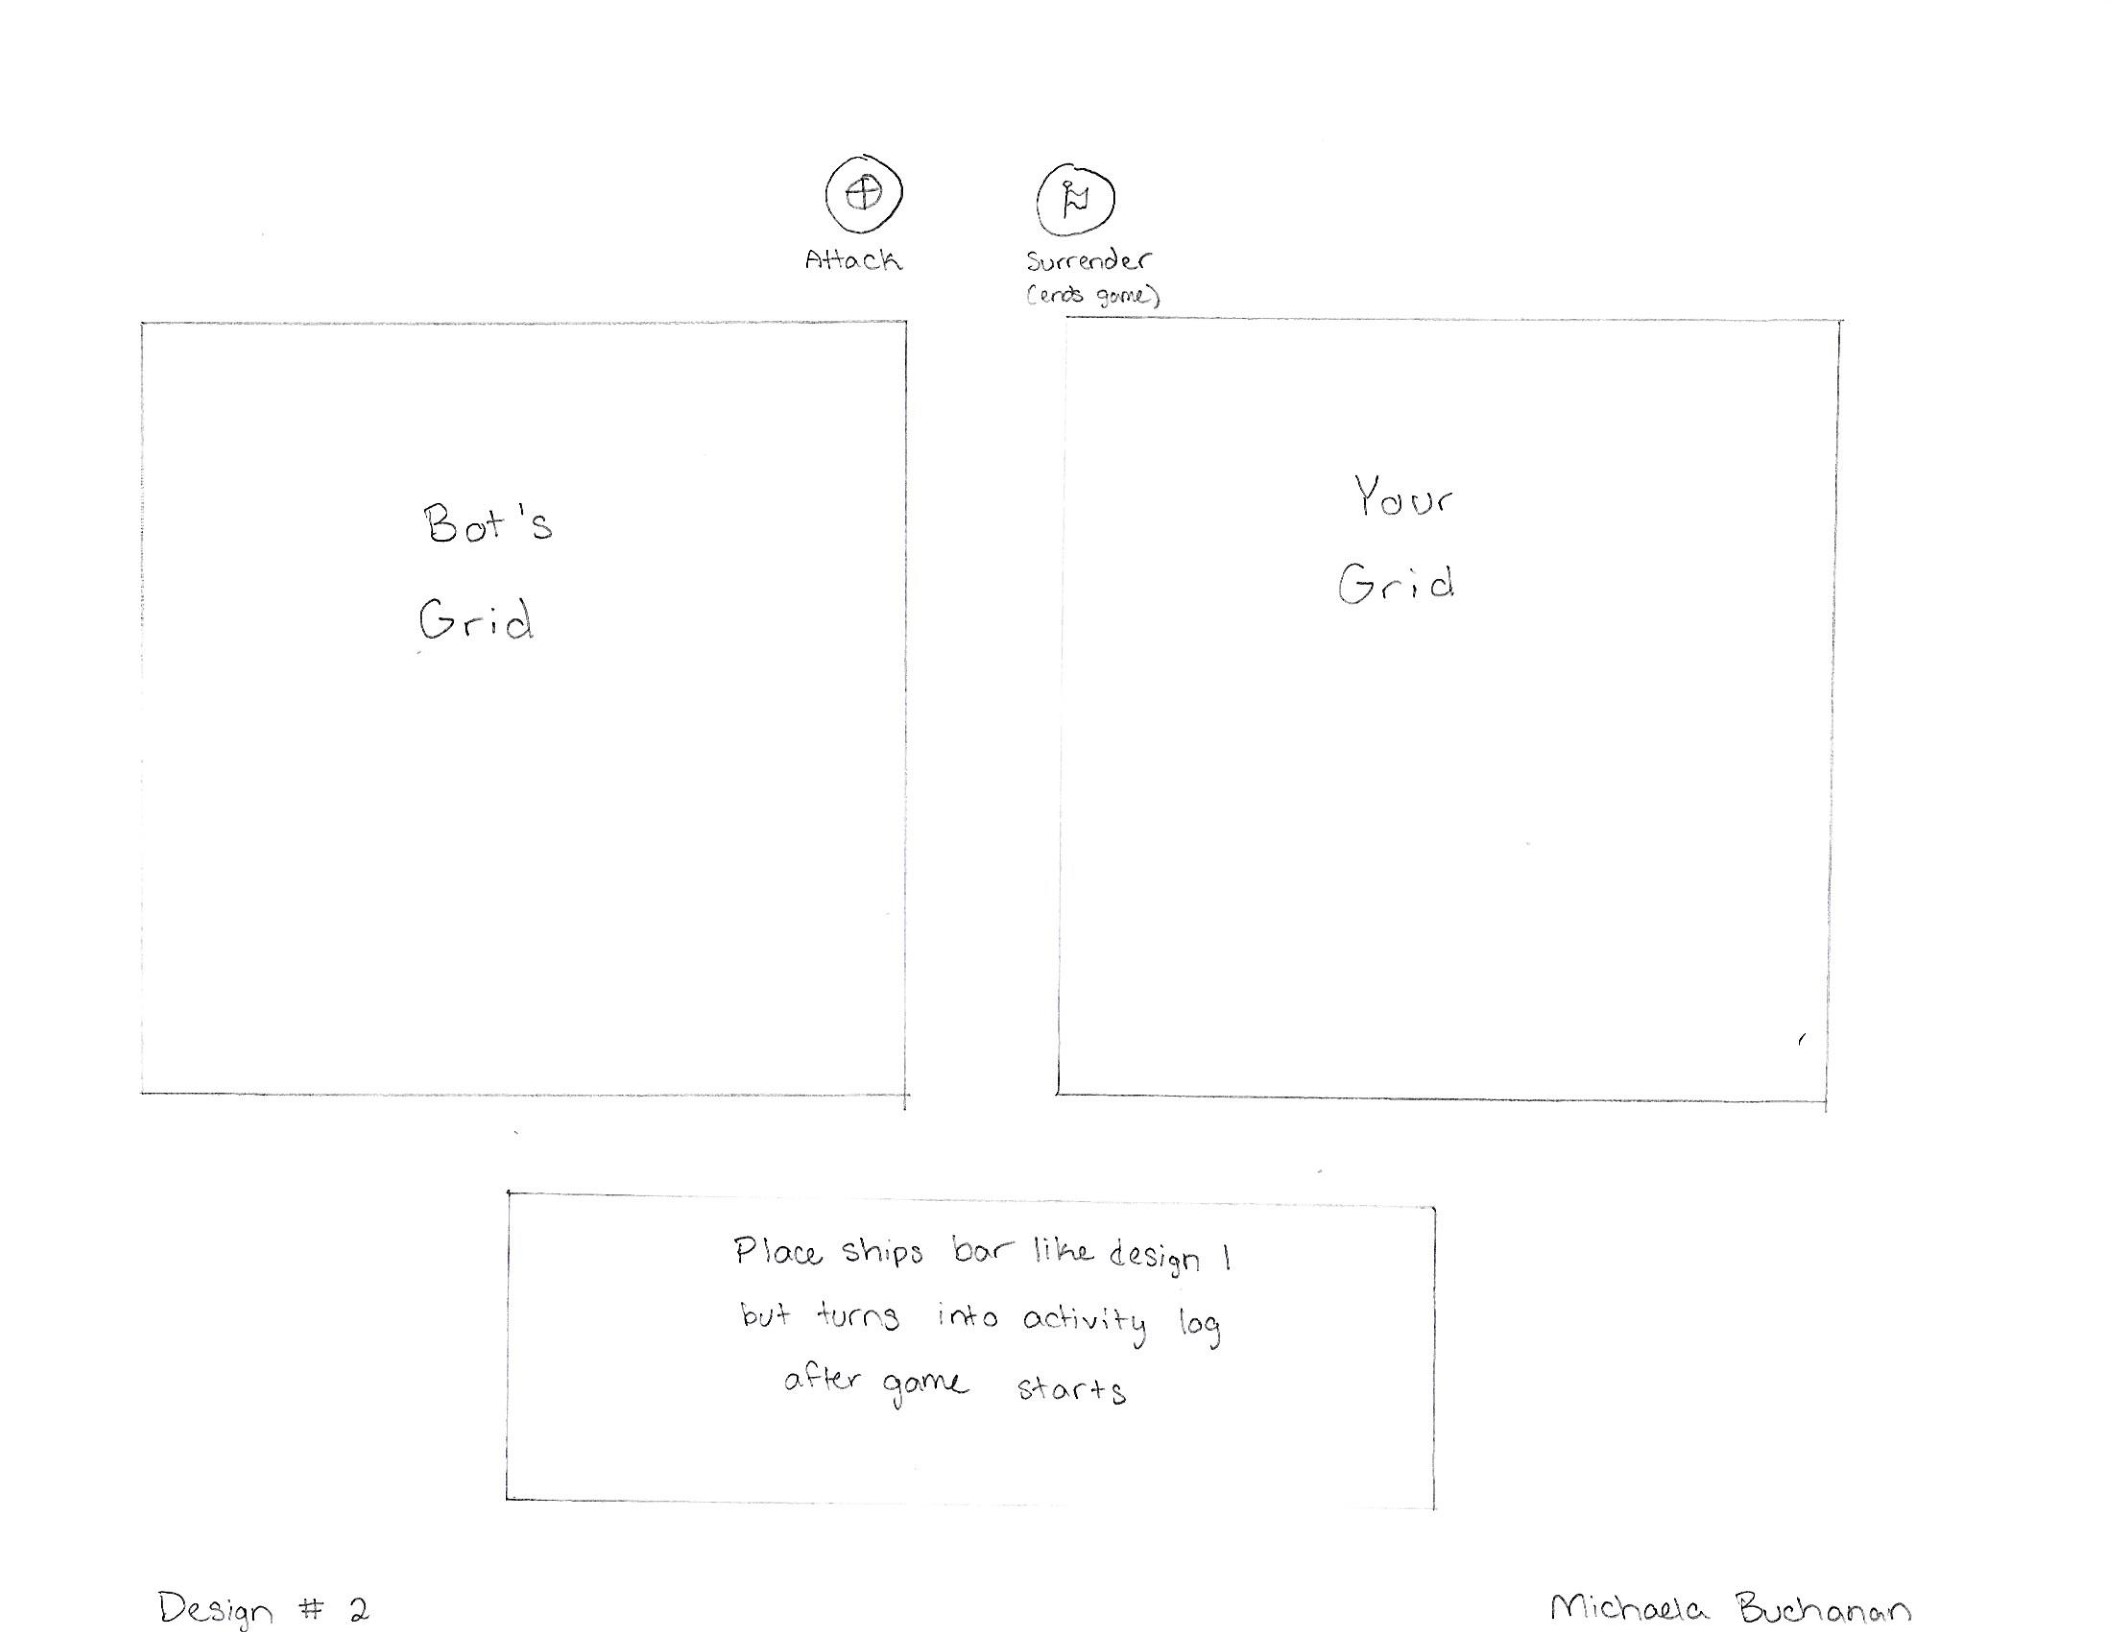 Attack
Surrender
(ends game)
Bot's
Grid
Your
Grid
Place ships bar like design 1
but turns into activity log
after game starts
Design # 2
Michaela Buchanan